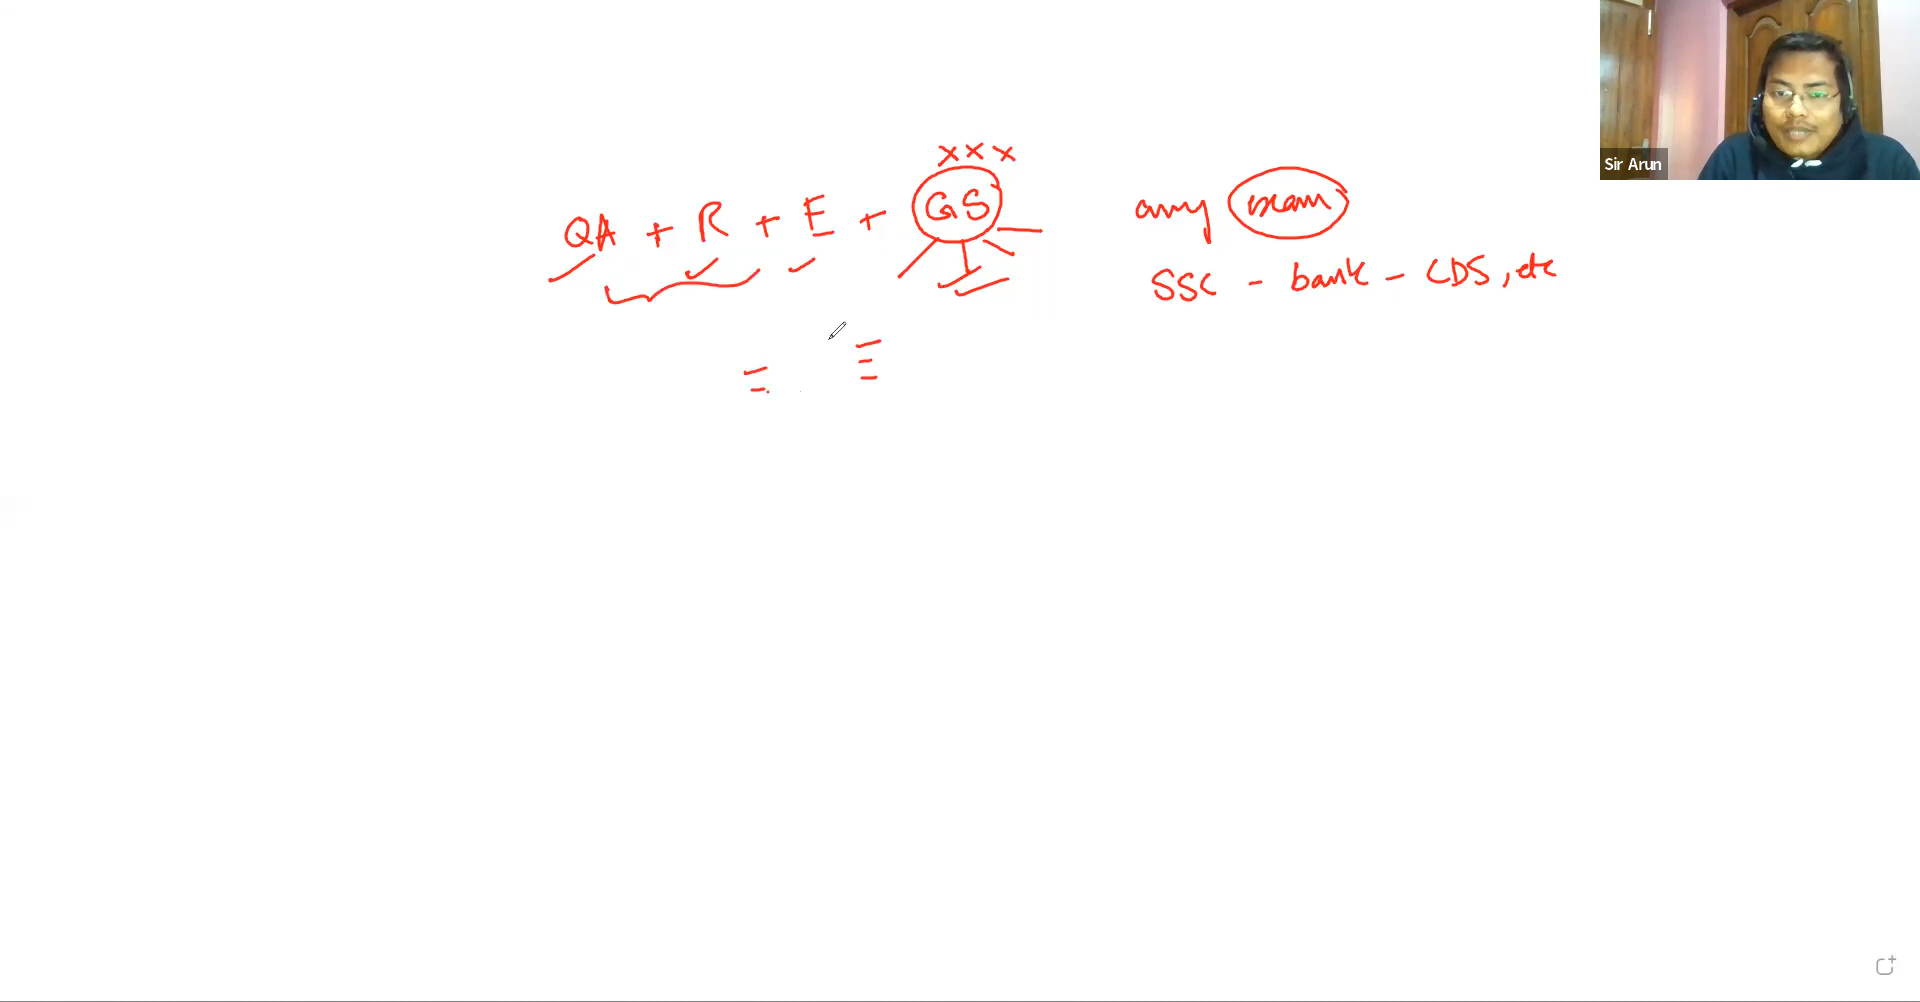 × × ×
QA + R + E + GS
any exam
SSC - bank - CDS, etc
Sir Arun